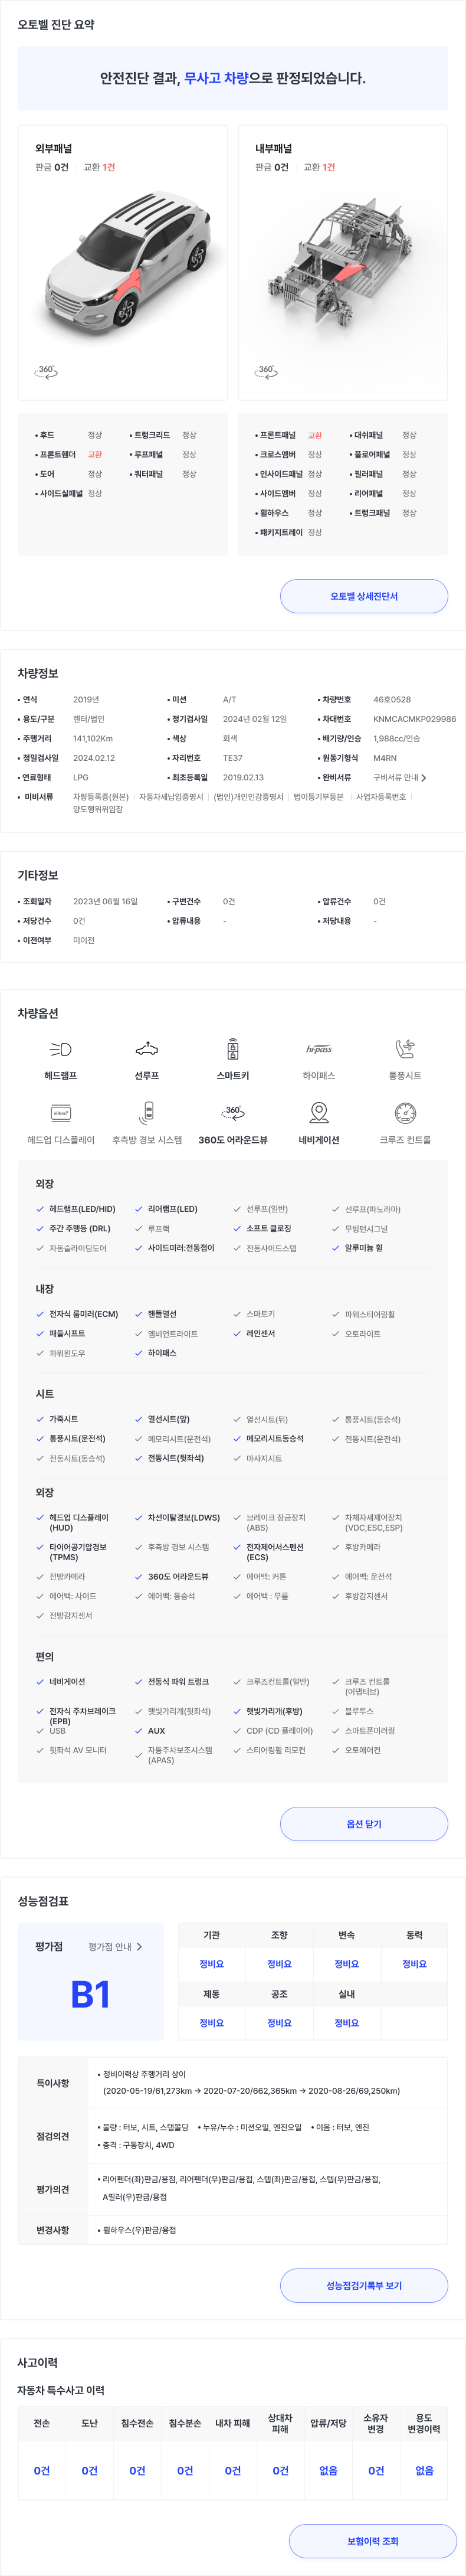 오토벨 진단 요약
안전진단 결과, 무사고 차량으로 판정되었습니다.
외부패널
판금 0건 교환 1건
360°
내부패널
판금 0건 교환 1건
360°
• 후드 정상 • 트렁크리드 정상
• 프론트휀더 교환 • 루프패널 정상
• 도어 정상 • 쿼터패널 정상
• 사이드실패널 정상
• 프론트패널 교환 • 대쉬패널 정상
• 크로스멤버 정상 • 플로어패널 정상
• 인사이드패널 정상 • 필러패널 정상
• 사이드멤버 정상 • 리어패널 정상
• 휠하우스 정상 • 트렁크패널 정상
• 패키지트레이 정상
오토벨 상세진단서
차량정보
• 연식 2019년 • 미션 A/T • 차량번호 46호0528
• 용도/구분 렌터/법인 • 정기검사일 2024년 02월 12일 • 차대번호 KNMCACMKP029986
• 주행거리 141,102Km • 색상 회색 • 배기량/인승 1,988cc/인승
• 정밀검사일 2024.02.12 • 자리번호 TE37 • 원동기형식 M4RN
• 연료형태 LPG • 최초등록일 2019.02.13 • 완비서류 구비서류 안내 >
• 미비서류 차량등록증(원본) | 자동차세납입증명서 | (법인)개인인감증명서 | 법이등기부등본 | 사업자등록번호 |
양도행위위임장
기타정보
• 조회일자 2023년 06월 16일 • 구변건수 0건 • 압류건수 0건
• 저당건수 0건 • 압류내용 - • 저당내용 -
• 이전여부 미이전
차량옵션
헤드램프 선루프 스마트키 하이패스 통풍시트
헤드업 디스플레이 후측방 경보 시스템 360도 어라운드뷰 네비게이션 크루즈 컨트롤
외장
헤드램프(LED/HID) 리어램프(LED) 선루프(일반) 선루프(파노라마)
주간 주행등 (DRL) 루프랙 소프트 클로징 무빙턴시그널
자동슬라이딩도어 사이드미러:전동접이 전동사이드스탭 알루미늄 휠
내장
전자식 룸미러(ECM) 핸들열선 스마트키 파워스티어링휠
패들시프트 엠비언트라이트 레인센서 오토라이트
파워윈도우 하이패스
시트
가죽시트 열선시트(앞) 열선시트(뒤) 통풍시트(동승석)
통풍시트(운전석) 메모리시트(운전석) 메모리시트동승석 전동시트(운전석)
전동시트(동승석) 전동시트(뒷좌석) 마사지시트
외장
헤드업 디스플레이 (HUD) 차선이탈경보(LDWS) 브레이크 잠금장치 (ABS) 차체자세제어장치 (VDC,ESC,ESP)
타이어공기압경보 (TPMS) 후측방 경보 시스템 전자제어서스펜션 (ECS) 후방카메라
전방카메라 360도 어라운드뷰 에어백: 커튼 에어백: 운전석
에어백: 사이드 에어백: 동승석 에어백 : 무릎 후방감지센서
전방감지센서
편의
네비게이션 전동식 파워 트렁크 크루즈컨트롤(일반) 크루즈 컨트롤 (어댑티브)
전자식 주차브레이크 (EPB) 햇빛가리개(뒷좌석) 햇빛가리개(후방) 블루투스
USB AUX CDP (CD 플레이어) 스마트폰미러링
뒷좌석 AV 모니터 자동주차보조시스템 (APAS) 스티어링휠 리모컨 오토에어컨
옵션 닫기
성능점검표
평가점 평가점 안내 >
B1
기관 조향 변속 동력
정비요 정비요 정비요 정비요
제동 공조 실내
정비요 정비요 정비요
특이사항
• 정비이력상 주행거리 상이
(2020-05-19/61,273km → 2020-07-20/662,365km → 2020-08-26/69,250km)
점검의견
• 불량 : 터보, 시트, 스탭몰딩 • 누유/누수 : 미션오일, 엔진오일 • 이음 : 터보, 엔진
• 충격 : 구동장치, 4WD
평가의견
• 리어펜더(좌)판금/용접, 리어펜더(우)판금/용접, 스텝(좌)판금/용접, 스텝(우)판금/용접,
A필러(우)판금/용접
변경사항
• 휠하우스(우)판금/용접
성능점검기록부 보기
사고이력
자동차 특수사고 이력
전손 도난 침수전손 침수분손 내차 피해 상대차 피해 압류/저당 소유자 변경 용도 변경이력
0건 0건 0건 0건 0건 0건 없음 0건 없음
보험이력 조회